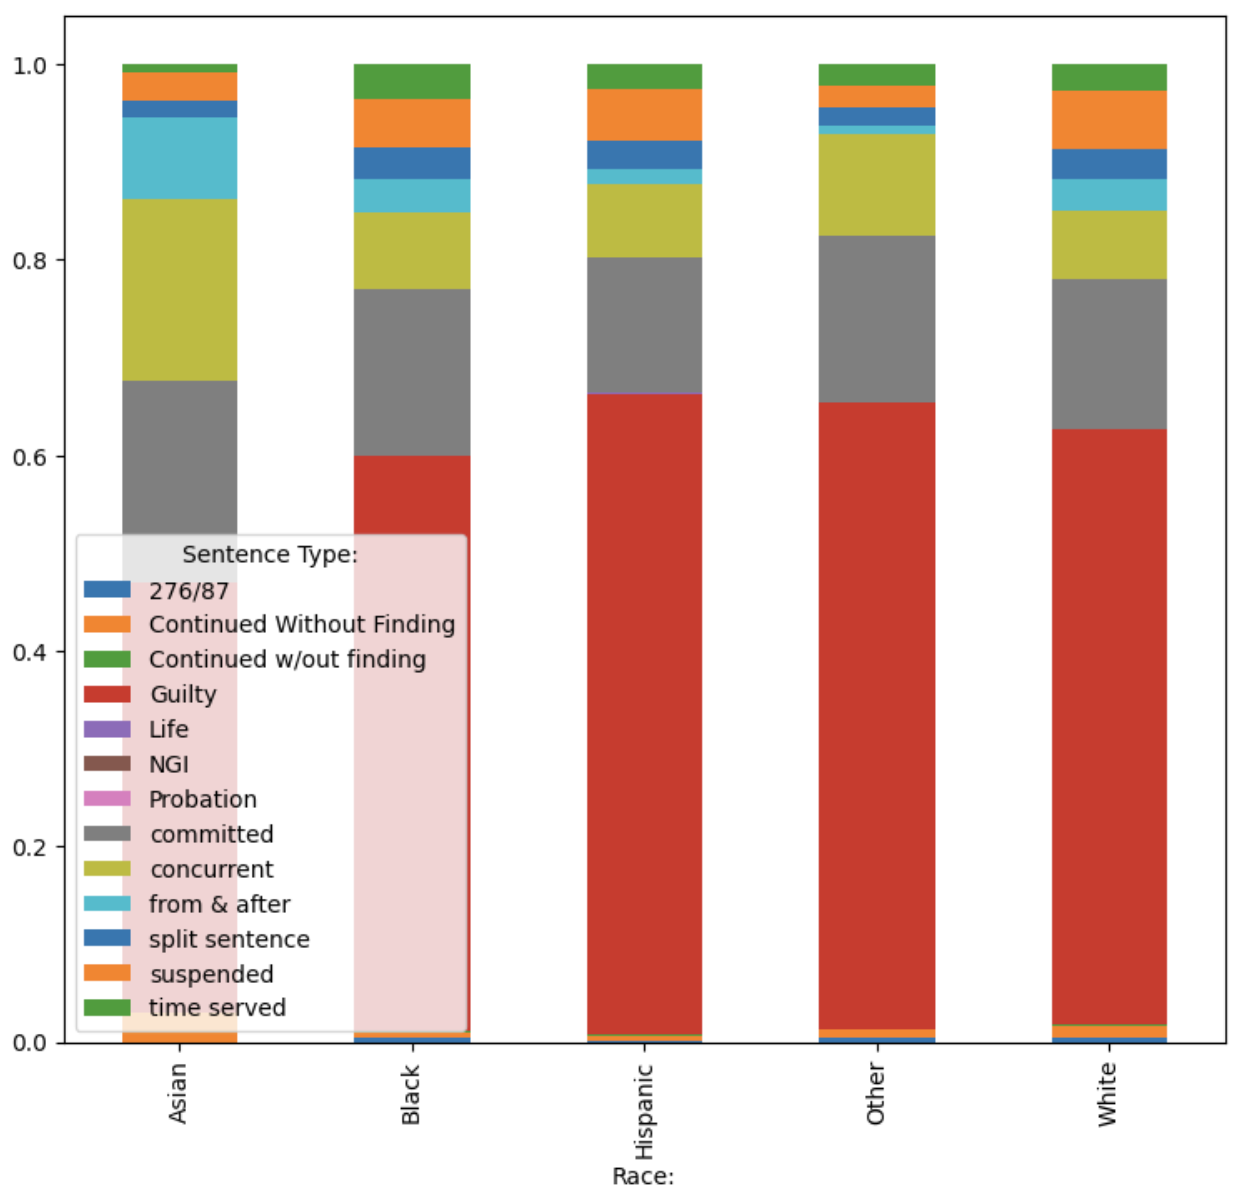 1.0
0.8
0.6
0.4
0.2
0.0
Sentence Type:
276/87
Continued Without Finding
Continued w/out finding
Guilty
Life
NGI
Probation
committed
concurrent
from & after
split sentence
suspended
time served
Asian
Black
Hispanic
Other
White
Race: